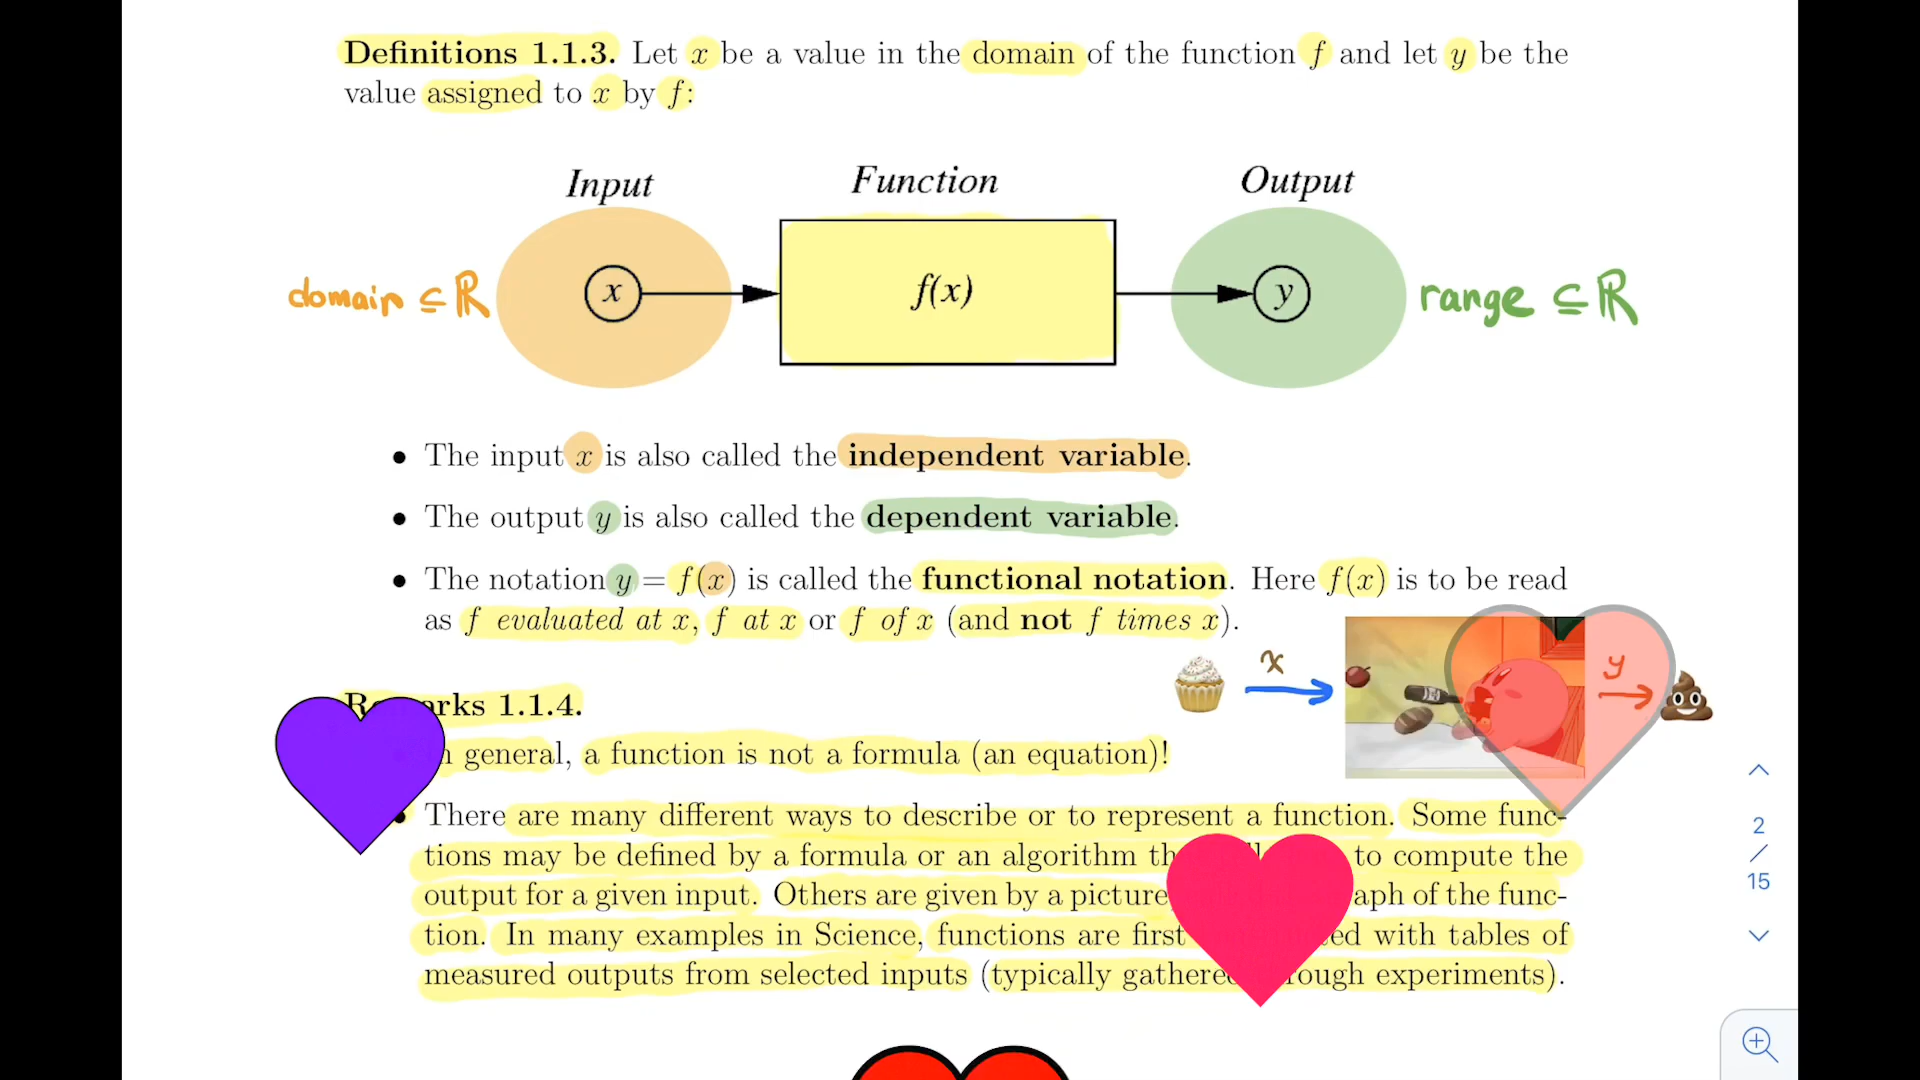 Definitions 1.1.3. Let x be a value in the domain of the function f and let y be the
value assigned to x by f:
Input Function Output
domain ⊆ ℝ x f(x) y range ⊆ ℝ
• The input x is also called the independent variable.
• The output y is also called the dependent variable.
• The notation y = f(x) is called the functional notation. Here f(x) is to be read
as f evaluated at x, f at x or f of x (and not f times x).
x y
1.1.4.
general, a function is not a formula (an equation)!
• There are many different ways to describe or to represent a function. Some func-
tions may be defined by a formula or an algorithm to compute the
output for a given input. Others are given by a picture of the func-
tion. In many examples in Science, functions are first with tables of
measured outputs from selected inputs (typically experiments).
2
/
15